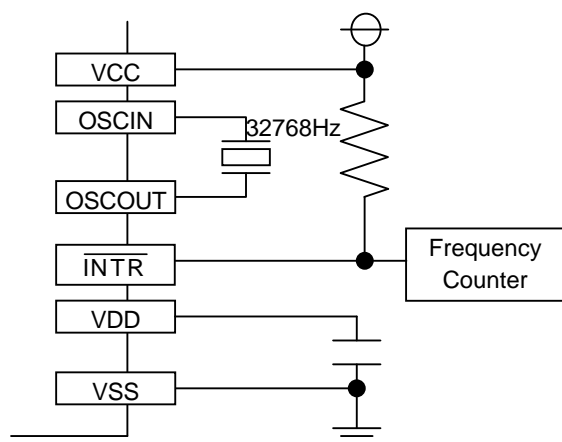 VCC
OSCIN
32768Hz
OSCOUT
INTR
Frequency
Counter
VDD
VSS